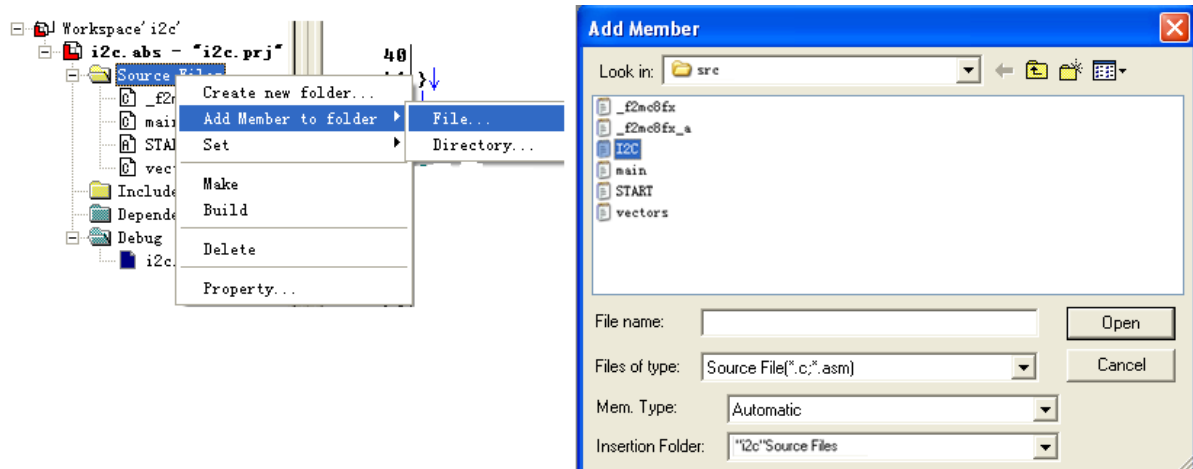 Workspace'i2c'
i2c.abs - "i2c.prj"
40
Source Files
}
Create new folder...
_f2m
Add Member to folder
File...
main
STA
Set
Directory...
vec
Make
Include
Build
Depende
Debug
Delete
i2c.
Property...
Add Member
Look in:
src
_f2mc8fx
_f2mc8fx_a
I2C
main
START
vectors
File name:
Open
Files of type:
Source File(*.c;*.asm)
Cancel
Mem. Type:
Automatic
Insertion Folder:
"i2c"Source Files